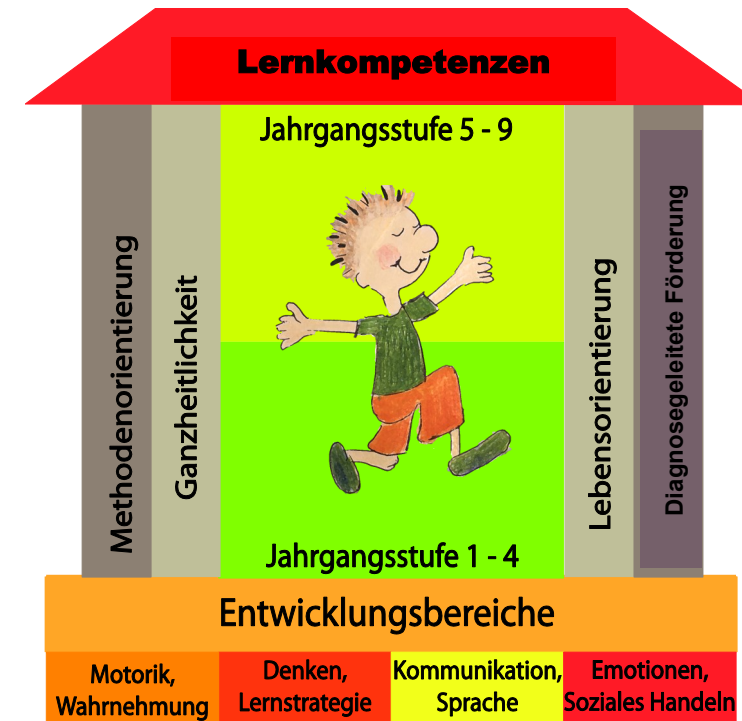 Lernkompetenzen
Jahrgangsstufe 5 - 9
Methodenorientierung
Ganzheitlichkeit
Lebensorientierung
Diagnosegeleitete Förderung
Jahrgangsstufe 1 - 4
Entwicklungsbereiche
Motorik,
Wahrnehmung
Denken,
Lernstrategie
Kommunikation,
Sprache
Emotionen,
Soziales Handeln